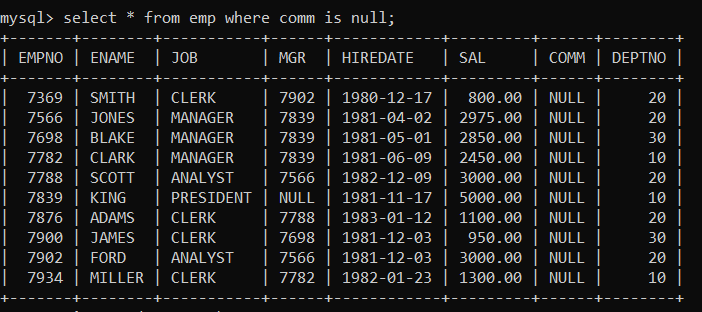 mysql> select * from emp where comm is null;
+-------+--------+-----------+------+------------+---------+------+--------+
| EMPNO | ENAME  | JOB       | MGR  | HIREDATE   | SAL     | COMM | DEPTNO |
+-------+--------+-----------+------+------------+---------+------+--------+
|  7369 | SMITH  | CLERK     | 7902 | 1980-12-17 |  800.00 | NULL |     20 |
|  7566 | JONES  | MANAGER   | 7839 | 1981-04-02 | 2975.00 | NULL |     20 |
|  7698 | BLAKE  | MANAGER   | 7839 | 1981-05-01 | 2850.00 | NULL |     30 |
|  7782 | CLARK  | MANAGER   | 7839 | 1981-06-09 | 2450.00 | NULL |     10 |
|  7788 | SCOTT  | ANALYST   | 7566 | 1982-12-09 | 3000.00 | NULL |     20 |
|  7839 | KING   | PRESIDENT | NULL | 1981-11-17 | 5000.00 | NULL |     10 |
|  7876 | ADAMS  | CLERK     | 7788 | 1983-01-12 | 1100.00 | NULL |     20 |
|  7900 | JAMES  | CLERK     | 7698 | 1981-12-03 |  950.00 | NULL |     30 |
|  7902 | FORD   | ANALYST   | 7566 | 1981-12-03 | 3000.00 | NULL |     20 |
|  7934 | MILLER | CLERK     | 7782 | 1982-01-23 | 1300.00 | NULL |     10 |
+-------+--------+-----------+------+------------+---------+------+--------+